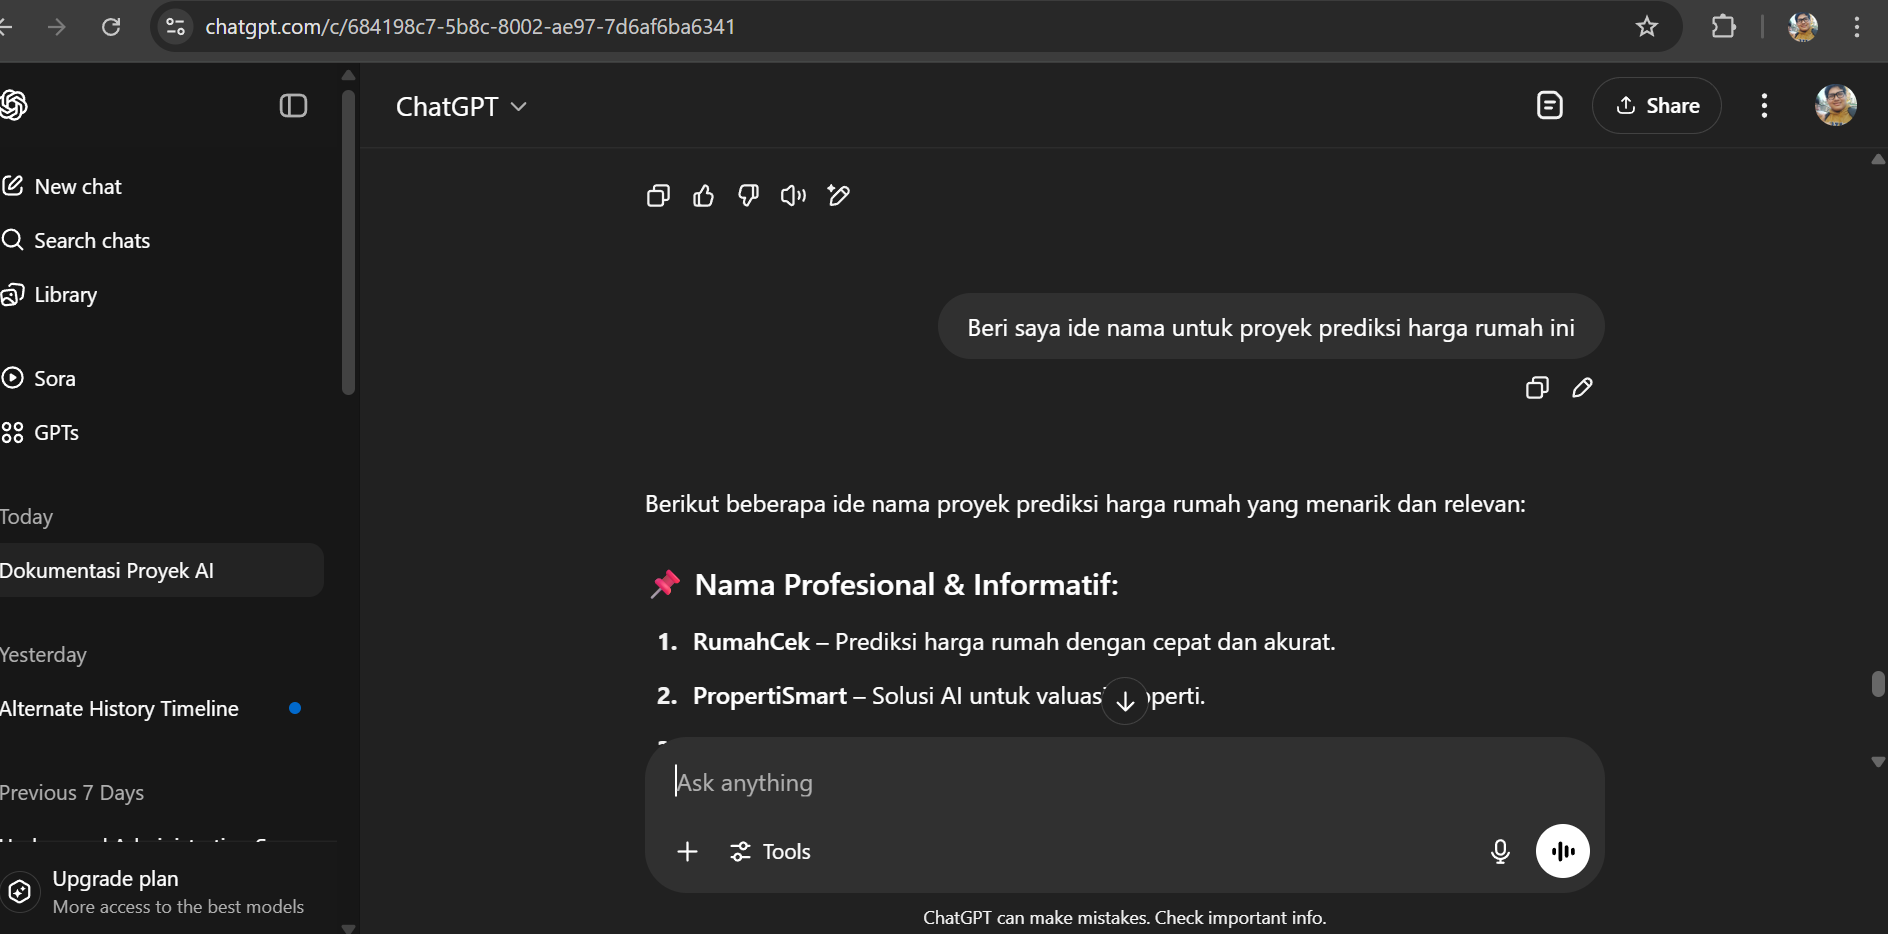 chatgpt.com/c/684198c7-5b8c-8002-ae97-7d6af6ba6341
ChatGPT
Share
New chat
Search chats
Library
Sora
GPTs
Today
Dokumentasi Proyek AI
Yesterday
Alternate History Timeline
Previous 7 Days
Upgrade plan
More access to the best models
Beri saya ide nama untuk proyek prediksi harga rumah ini
Berikut beberapa ide nama proyek prediksi harga rumah yang menarik dan relevan:
📌 Nama Profesional & Informatif:
1. RumahCek – Prediksi harga rumah dengan cepat dan akurat.
2. PropertiSmart – Solusi AI untuk valuas perti.
Ask anything
Tools
ChatGPT can make mistakes. Check important info.